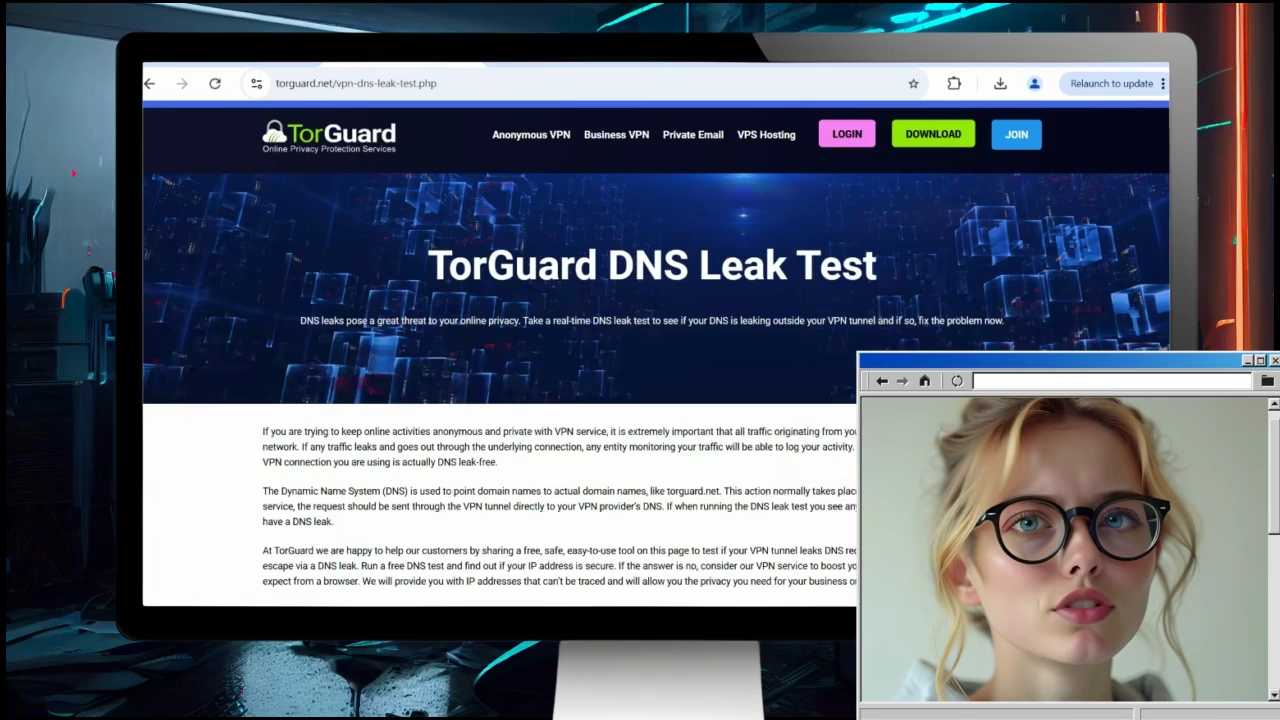 torguard.net/vpn-dns-leak-test.php
Relaunch to update
TorGuard
Online Privacy Protection Services
Anonymous VPN Business VPN Private Email VPS Hosting LOGIN DOWNLOAD JOIN
TorGuard DNS Leak Test
DNS leaks pose a great threat to your online privacy. Take a real-time DNS leak test to see if your DNS is leaking outside your VPN tunnel and if so, fix the problem now.
If you are trying to keep online activities anonymous and private with VPN service, it is extremely important that all traffic originating from
network. If any traffic leaks and goes out through the underlying connection, any entity monitoring your traffic will be able to log your activity.
VPN connection you are using is actually DNS leak-free.
The Dynamic Name System (DNS) is used to point domain names to actual domain names, like torguard.net. This action normally takes
service, the request should be sent through the VPN tunnel directly to your VPN provider's DNS. If when running the DNS leak test you see
have a DNS leak.
At TorGuard we are happy to help our customers by sharing a free, safe, easy-to-use tool on this page to test if your VPN tunnel leaks DNS
escape via a DNS leak. Run a free DNS test and find out if your IP address is secure. If the answer is no, consider our VPN service to boost
expect from a browser. We will provide you with IP addresses that can't be traced and will allow you the privacy you need for your business